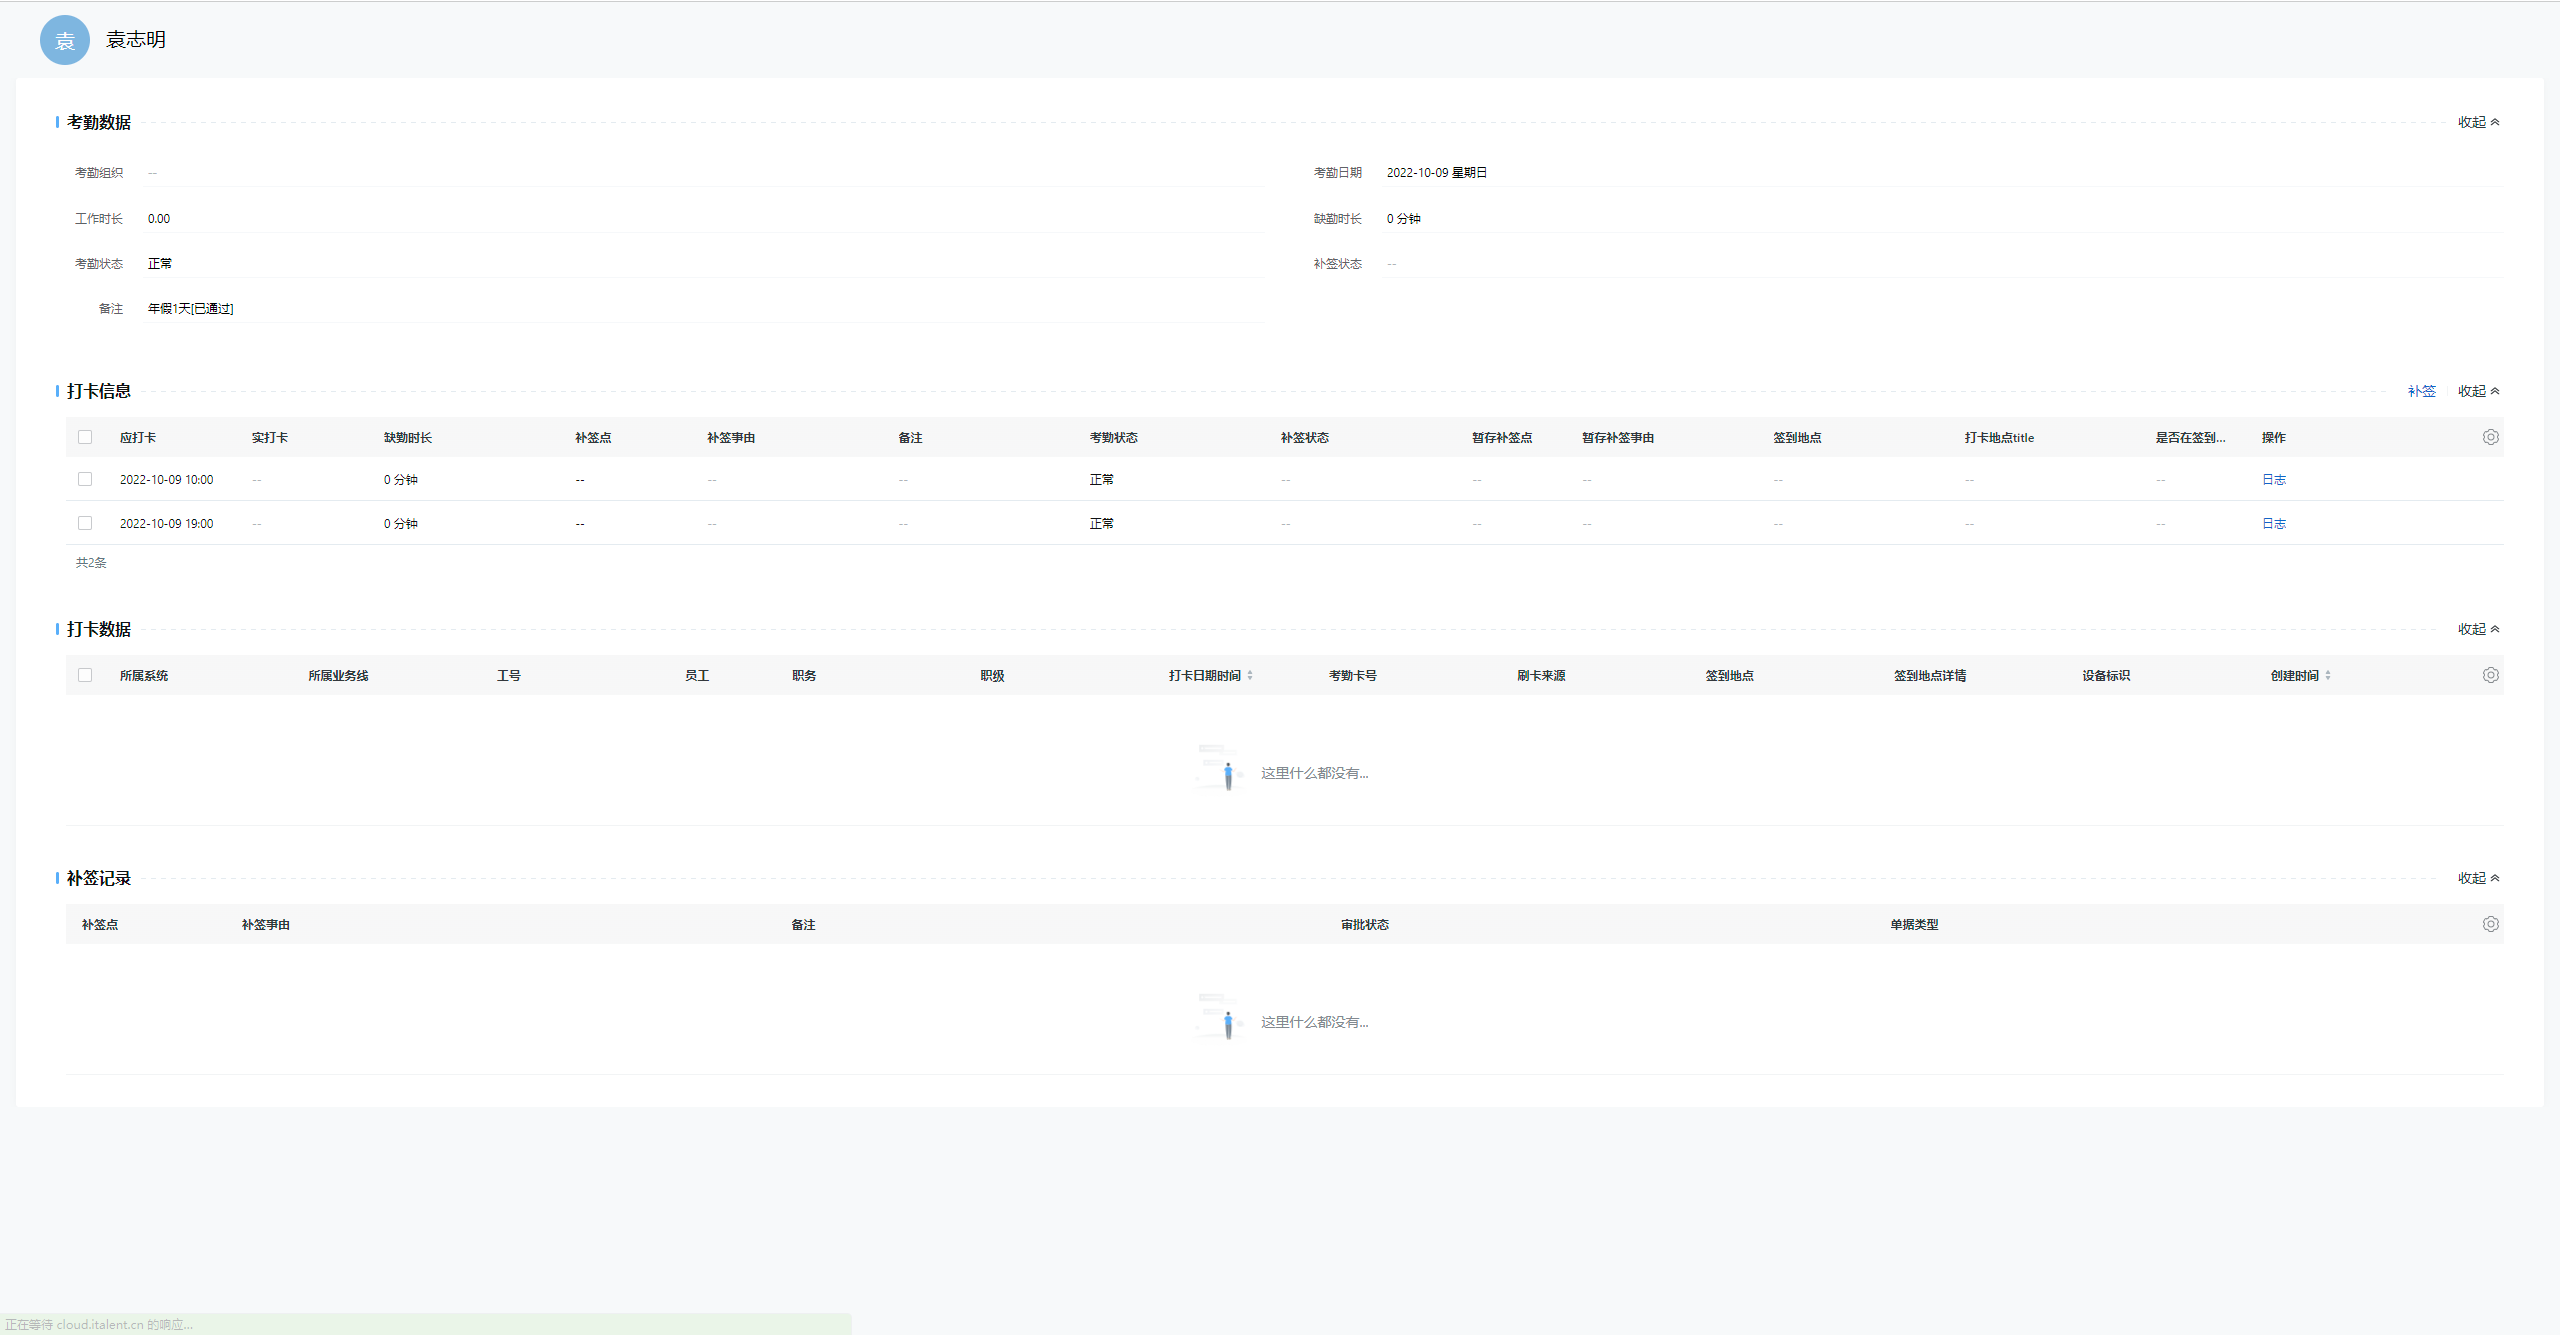 袁 袁志明
考勤数据 收起
考勤组织 -- 考勤日期 2022-10-09 星期日
工作时长 0.00 缺勤时长 0 分钟
考勤状态 正常 补签状态 --
备注 年假1天[已通过]
打卡信息 补签 收起
应打卡 实打卡 缺勤时长 补签点 补签事由 备注 考勤状态 补签状态 暂存补签点 暂存补签事由 签到地点 打卡地点title 是否在签到... 操作
2022-10-09 10:00 -- 0 分钟 -- -- -- 正常 -- -- -- -- -- -- 日志
2022-10-09 19:00 -- 0 分钟 -- -- -- 正常 -- -- -- -- -- -- 日志
共2条
打卡数据 收起
所属系统 所属业务线 工号 员工 职务 职级 打卡日期时间 考勤卡号 刷卡来源 签到地点 签到地点详情 设备标识 创建时间
这里什么都没有...
补签记录 收起
补签点 补签事由 备注 审批状态 单据类型
这里什么都没有...
正在等待 cloud.italent.cn 的响应...